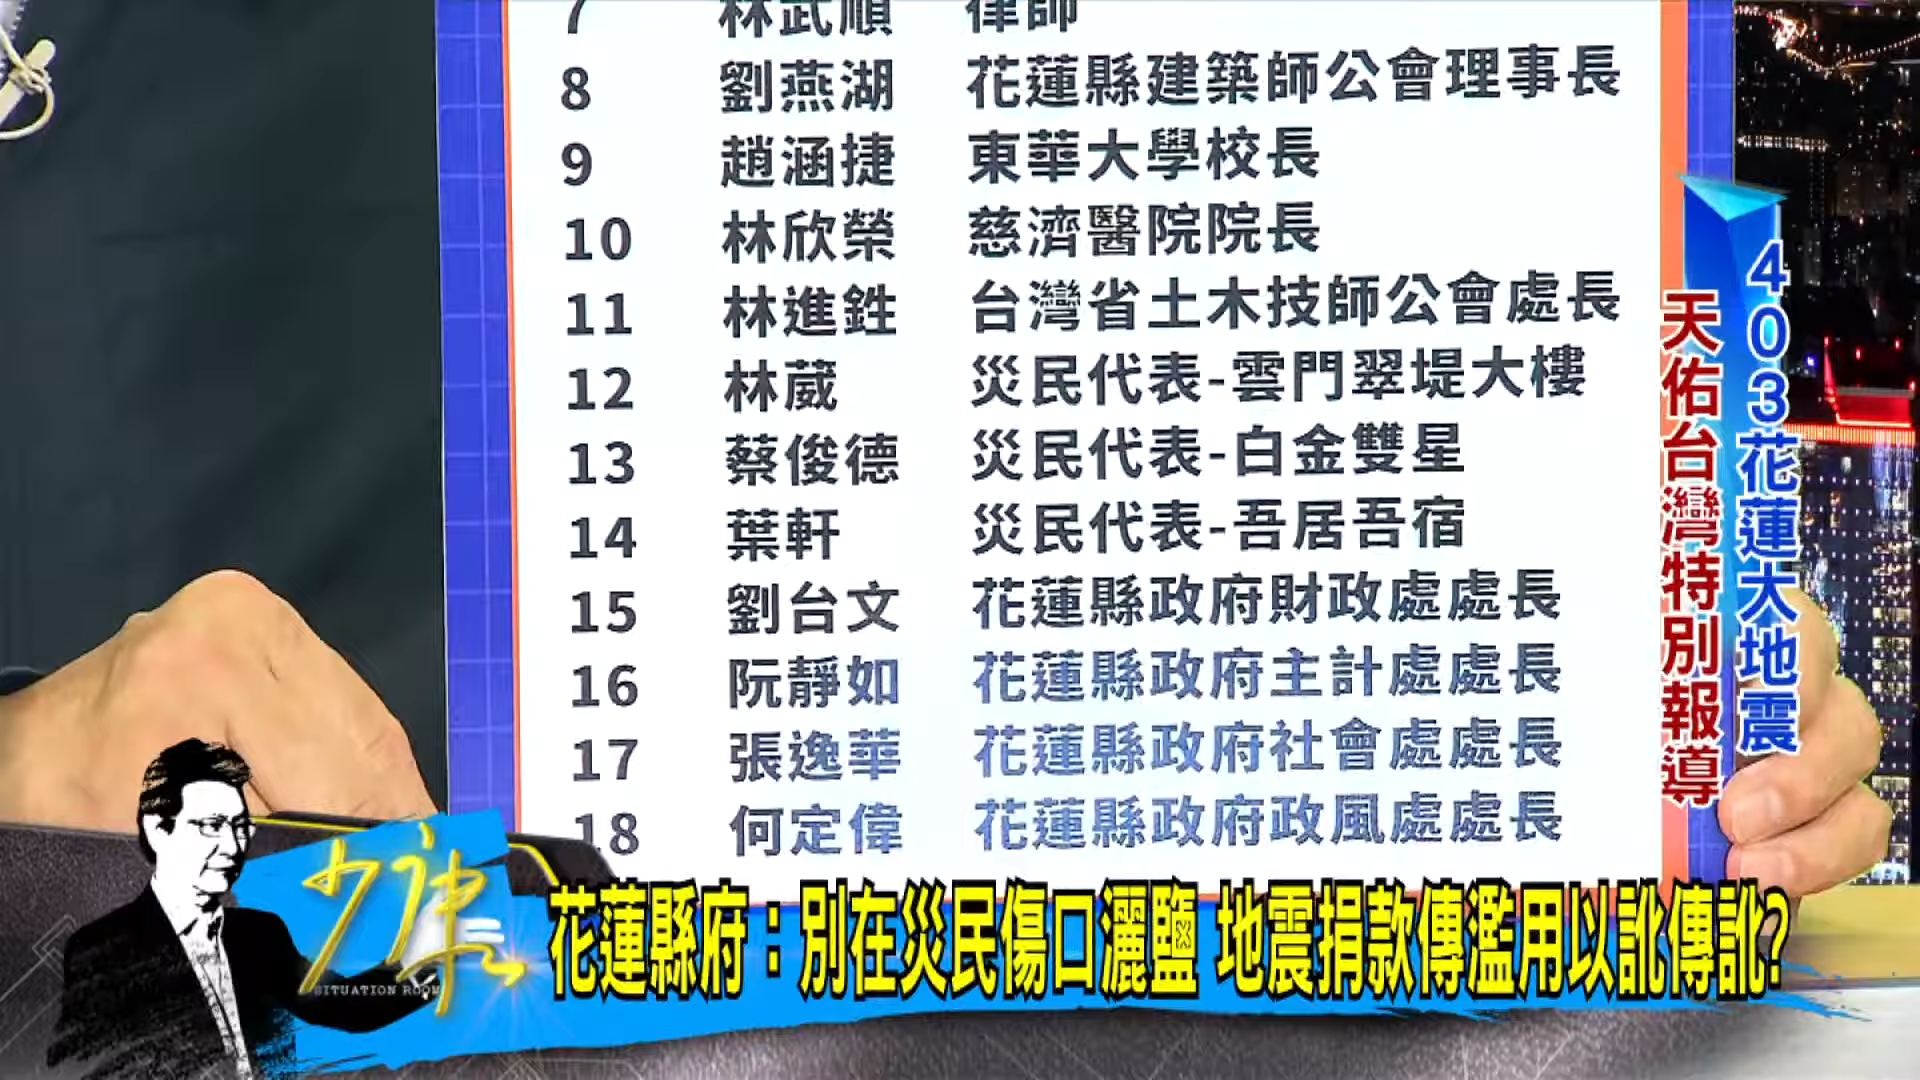 7 林武順 律師
8 劉燕湖 花蓮縣建築師公會理事長
9 趙涵捷 東華大學校長
10 林欣榮 慈濟醫院院長
11 林進鉎 台灣省土木技師公會處長
12 林葳 災民代表-雲門翠堤大樓
13 蔡俊德 災民代表-白金雙星
14 葉軒 災民代表-吾居吾宿
15 劉台文 花蓮縣政府財政處處長
16 阮靜如 花蓮縣政府主計處處長
17 張逸華 花蓮縣政府社會處處長
18 何定偉 花蓮縣政府政風處處長
403花蓮大地震
天佑台灣特別報導
少康
SITUATION ROOM
花蓮縣府：別在災民傷口灑鹽 地震捐款傳濫用以訛傳訛?